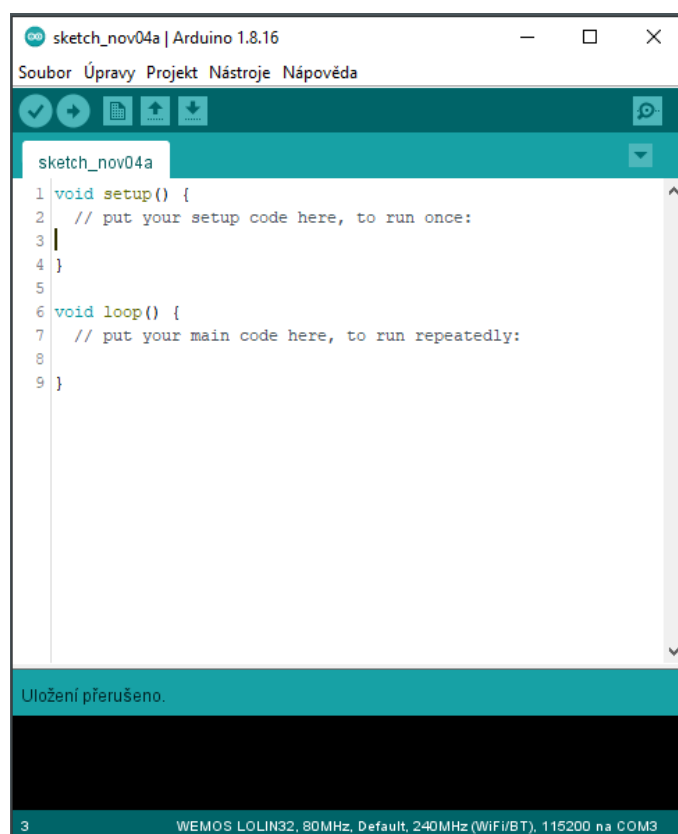 sketch_nov04a | Arduino 1.8.16
Soubor Úpravy Projekt Nástroje Nápověda
sketch_nov04a
1 void setup() {
2   // put your setup code here, to run once:
3
4 }
5
6 void loop() {
7   // put your main code here, to run repeatedly:
8
9 }
Uložení přerušeno.
3 WEMOS LOLIN32, 80MHz, Default, 240MHz (WiFi/BT), 115200 na COM3